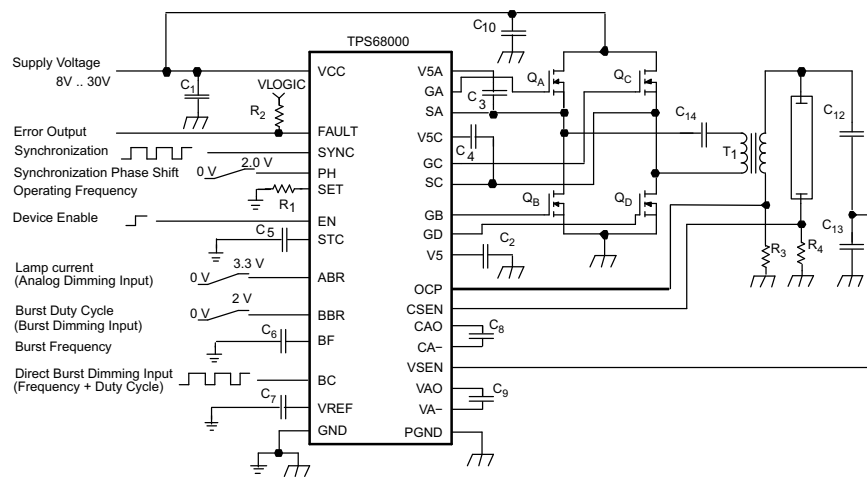 TPS68000
Supply Voltage
8V .. 30V
C1
VLOGIC
R2
Error Output
Synchronization
Synchronization Phase Shift
0 V
2.0 V
Operating Frequency
R1
Device Enable
C5
Lamp current
(Analog Dimming Input)
0 V
3.3 V
Burst Duty Cycle
(Burst Dimming Input)
0 V
2 V
Burst Frequency
C6
Direct Burst Dimming Input
(Frequency + Duty Cycle)
C7
VCC
FAULT
SYNC
PH
SET
EN
STC
ABR
BBR
BF
BC
VREF
GND
V5A
GA
SA
V5C
GC
SC
GB
GD
V5
OCP
CSEN
CAO
CA−
VSEN
VAO
VA−
PGND
C10
QA
QC
C3
C4
QB
QD
C2
C8
C9
C14
T1
C12
C13
R3
R4